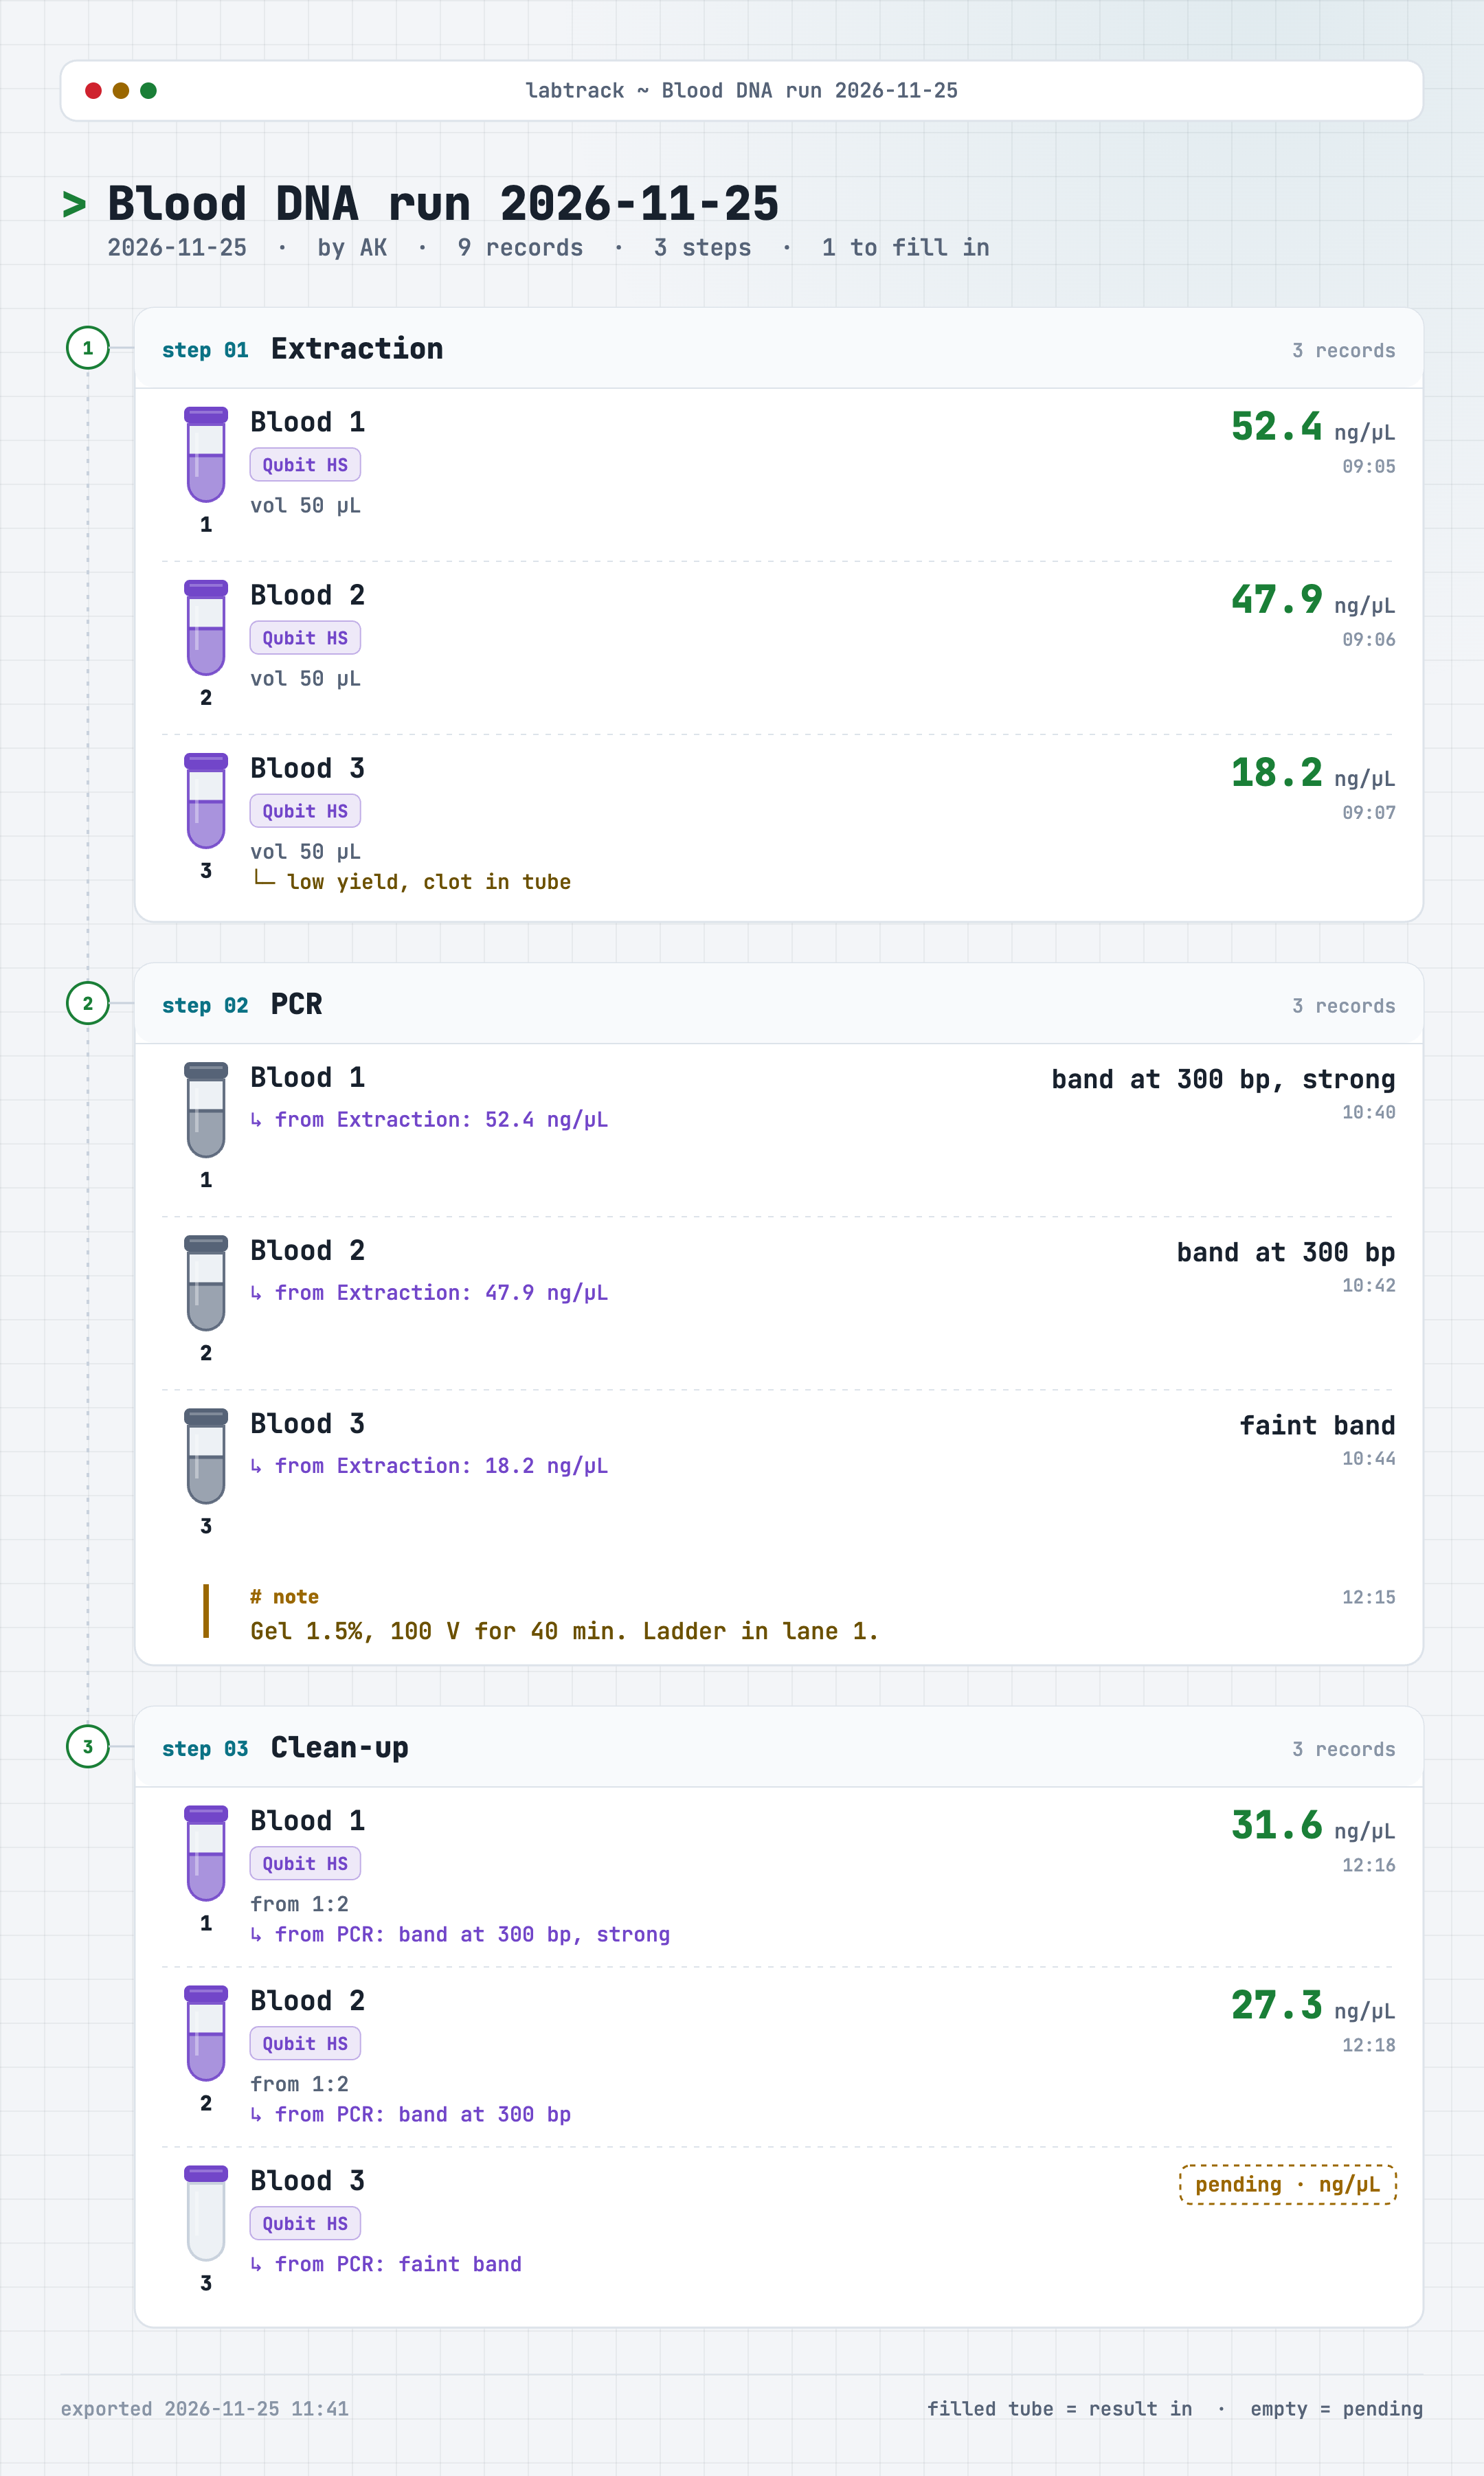 labtrack ~ Blood DNA run 2026-11-25
> Blood DNA run 2026-11-25
2026-11-25 · by AK · 9 records · 3 steps · 1 to fill in
1
step 01 Extraction 3 records
Blood 1 52.4 ng/µL
Qubit HS 09:05
vol 50 µL
1
Blood 2 47.9 ng/µL
Qubit HS 09:06
vol 50 µL
2
Blood 3 18.2 ng/µL
Qubit HS 09:07
vol 50 µL
3
└─ low yield, clot in tube
2
step 02 PCR 3 records
Blood 1 band at 300 bp, strong
↳ from Extraction: 52.4 ng/µL 10:40
1
Blood 2 band at 300 bp
↳ from Extraction: 47.9 ng/µL 10:42
2
Blood 3 faint band
↳ from Extraction: 18.2 ng/µL 10:44
3
# note 12:15
Gel 1.5%, 100 V for 40 min. Ladder in lane 1.
3
step 03 Clean-up 3 records
Blood 1 31.6 ng/µL
Qubit HS 12:16
from 1:2
1
↳ from PCR: band at 300 bp, strong
Blood 2 27.3 ng/µL
Qubit HS 12:18
from 1:2
2
↳ from PCR: band at 300 bp
Blood 3 pending · ng/µL
Qubit HS
↳ from PCR: faint band
3
exported 2026-11-25 11:41 filled tube = result in · empty = pending